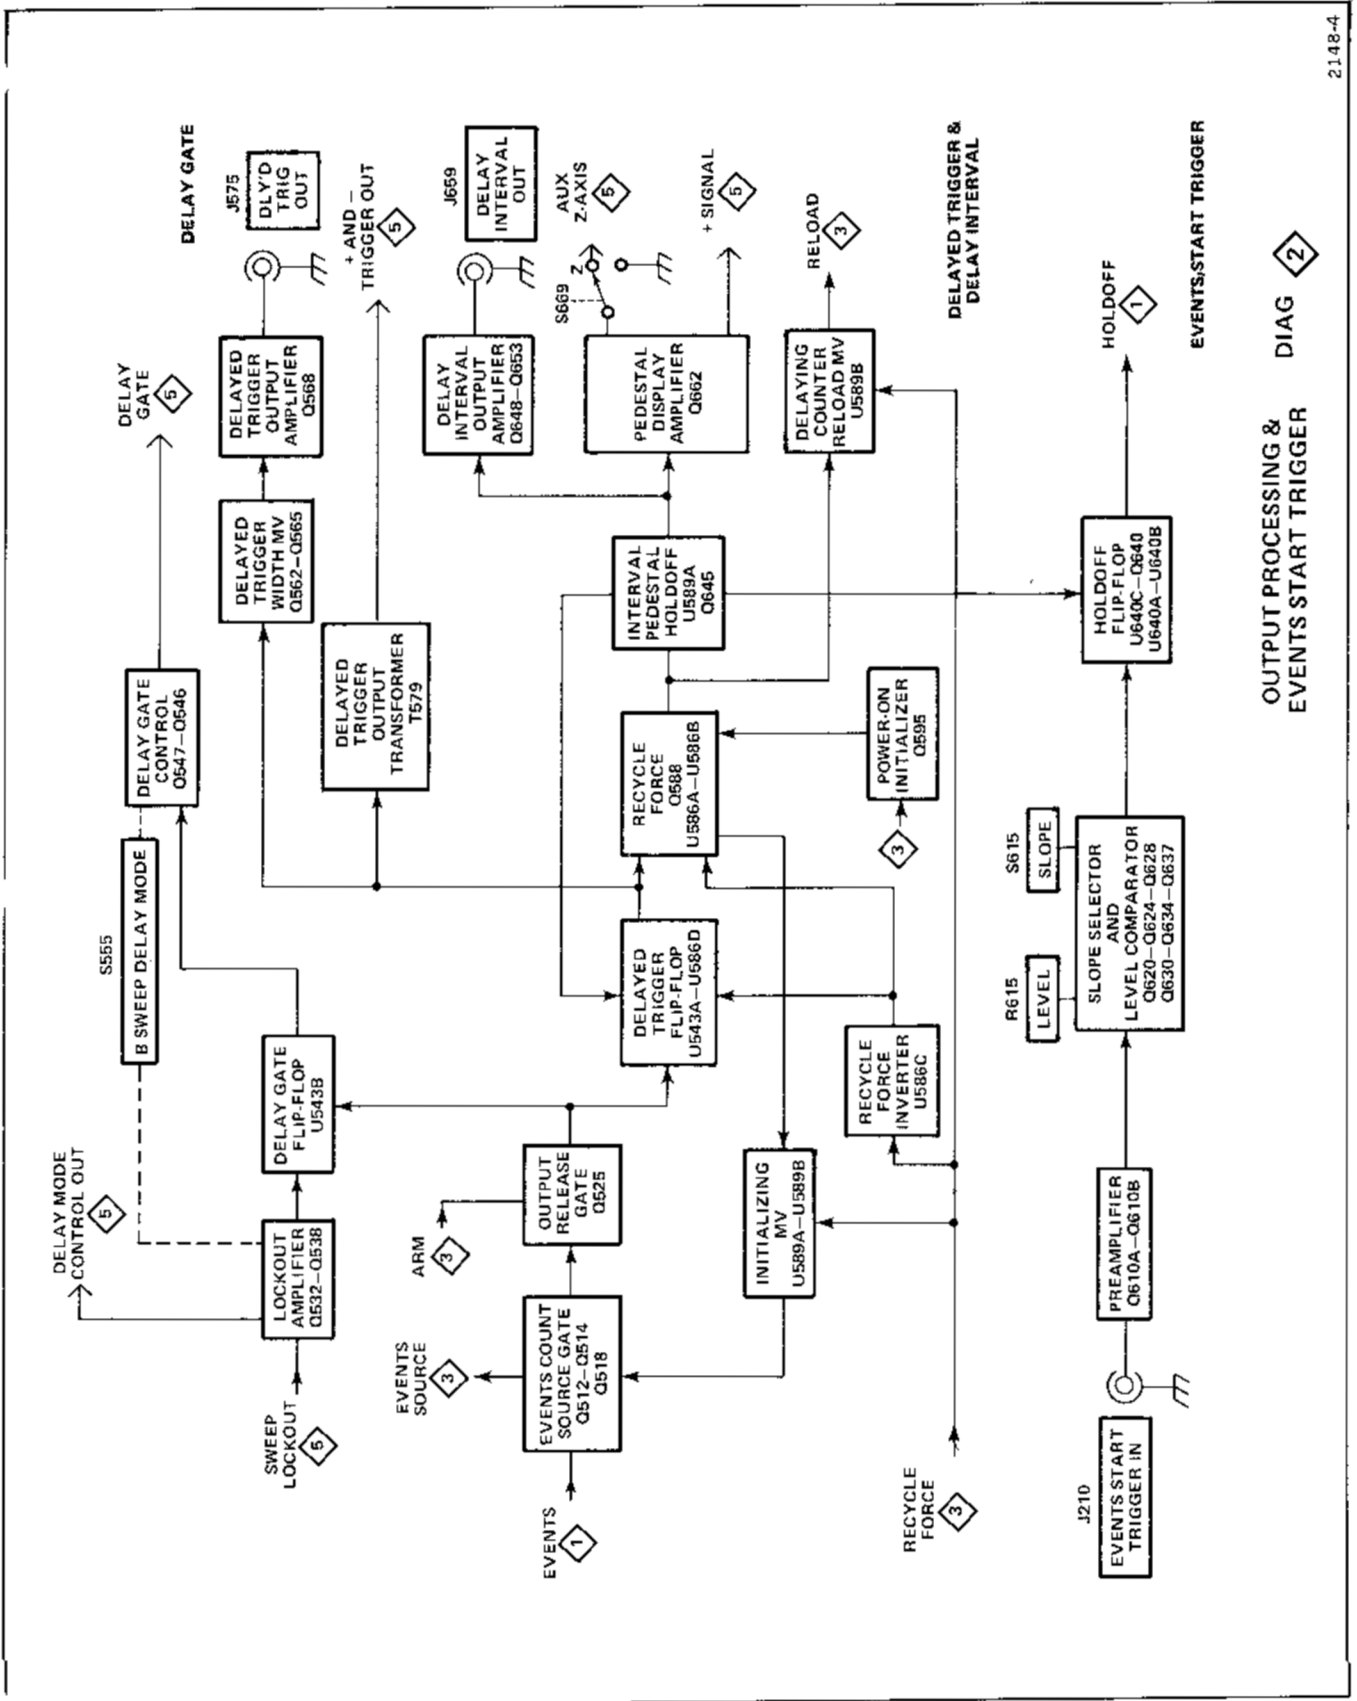 DELAY MODE
CONTROL OUT
5
S555
B SWEEP DELAY MODE
SWEEP
LOCKOUT
5
LOCKOUT
AMPLIFIER
Q532–Q538
DELAY GATE
FLIP-FLOP
U543B
DELAY GATE
CONTROL
Q547–Q546
DELAY
GATE
5
DELAY GATE
DELAYED
TRIGGER
WIDTH MV
Q562–Q565
DELAYED
TRIGGER
OUTPUT
AMPLIFIER
Q568
J575
DLY'D
TRIG
OUT
DELAYED
TRIGGER
OUTPUT
TRANSFORMER
T579
+ AND –
TRIGGER OUT
5
EVENTS
SOURCE
3
ARM
3
EVENTS
1
EVENTS COUNT
SOURCE GATE
Q512–Q514
Q518
OUTPUT
RELEASE
GATE
Q525
DELAYED
TRIGGER
FLIP-FLOP
U543A–U586D
RECYCLE
FORCE
Q588
U586A–U586B
INTERVAL
PEDESTAL
HOLDOFF
U589A
Q645
DELAY
INTERVAL
OUTPUT
AMPLIFIER
Q648–Q653
J659
DELAY
INTERVAL
OUT
PEDESTAL
DISPLAY
AMPLIFIER
Q662
S669
Z
AUX
Z-AXIS
5
+ SIGNAL
5
INITIALIZING
MV
U589A–U589B
RECYCLE
FORCE
INVERTER
U586C
3
POWER-ON
INITIALIZER
Q595
DELAYING
COUNTER
RELOAD MV
U589B
RELOAD
3
RECYCLE
FORCE
3
DELAYED TRIGGER &
DELAY INTERVAL
J210
EVENTS START
TRIGGER IN
PREAMPLIFIER
Q610A–Q610B
R615
LEVEL
S615
SLOPE
SLOPE SELECTOR
AND
LEVEL COMPARATOR
Q620–Q624–Q628
Q630–Q634–Q637
HOLDOFF
FLIP-FLOP
U640C–Q640
U640A–U640B
HOLDOFF
1
EVENTS/START TRIGGER
OUTPUT PROCESSING &
EVENTS START TRIGGER
DIAG 2
2148-4